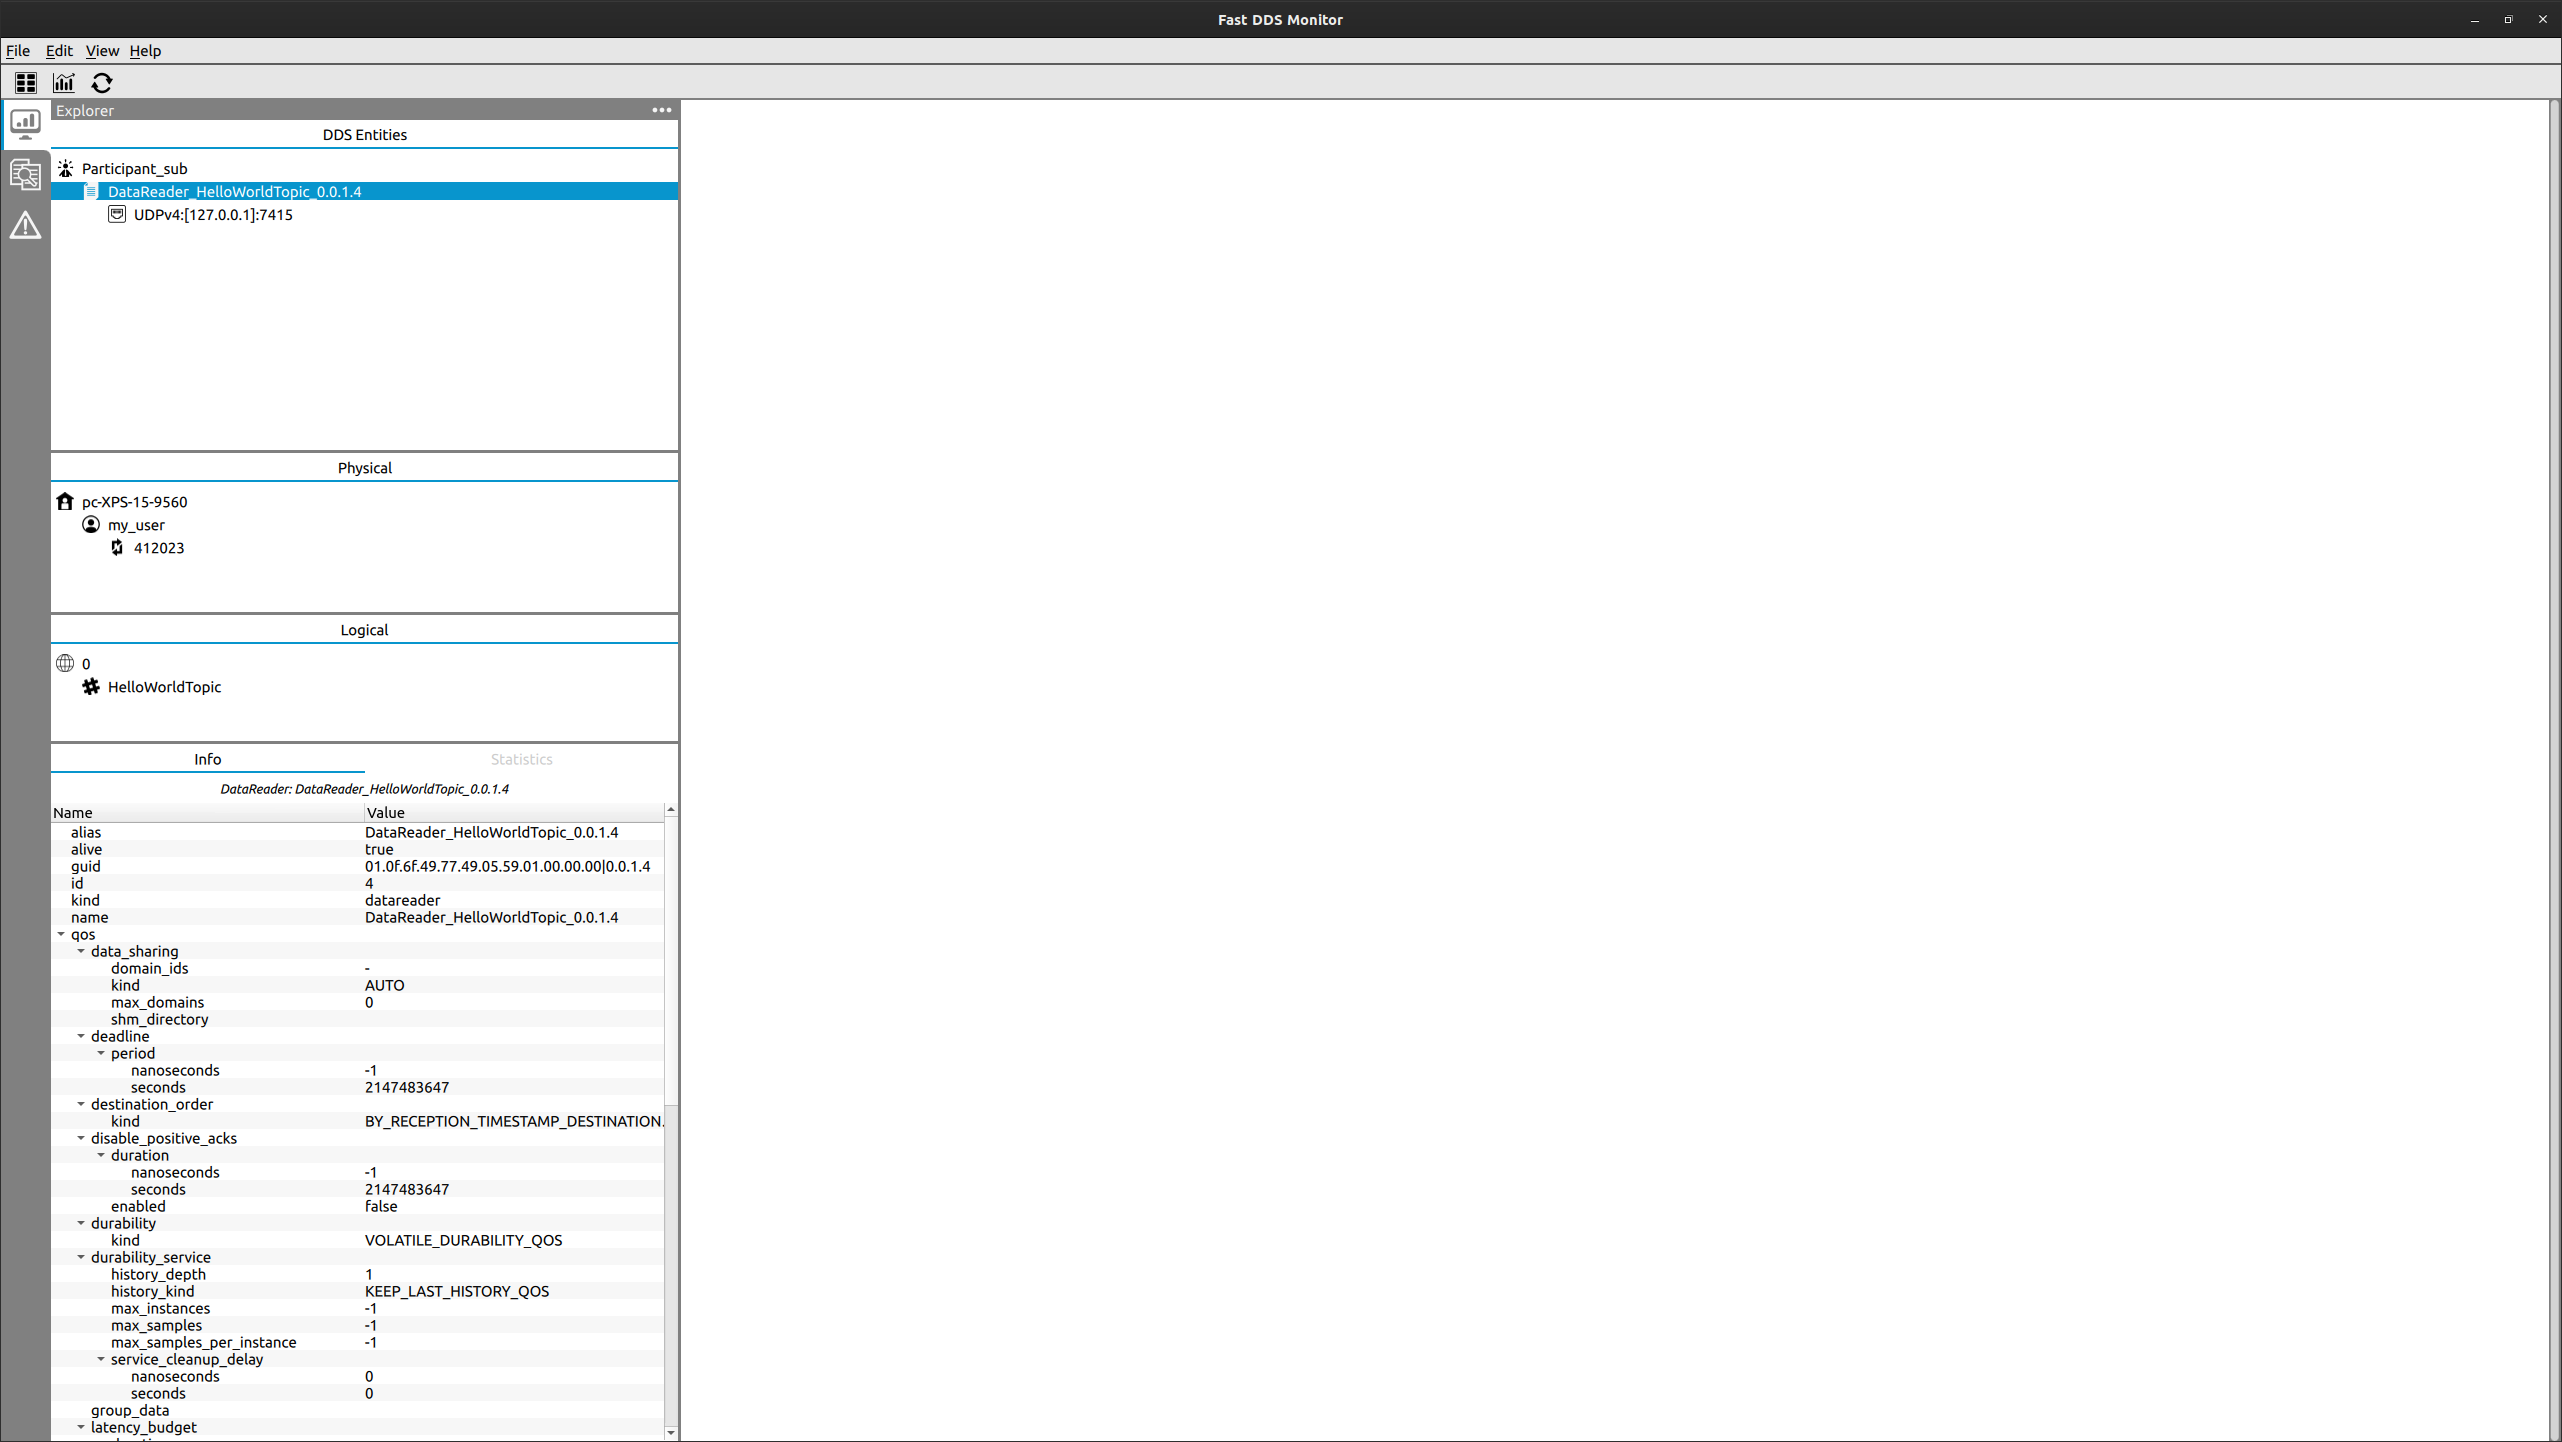 Fast DDS Monitor
File Edit View Help
Explorer
DDS Entities
Participant_sub
DataReader_HelloWorldTopic_0.0.1.4
UDPv4:[127.0.0.1]:7415
Physical
pc-XPS-15-9560
my_user
412023
Logical
0
HelloWorldTopic
Info Statistics
DataReader: DataReader_HelloWorldTopic_0.0.1.4
Name Value
alias DataReader_HelloWorldTopic_0.0.1.4
alive true
guid 01.0f.6f.49.77.49.05.59.01.00.00.00|0.0.1.4
id 4
kind datareader
name DataReader_HelloWorldTopic_0.0.1.4
qos
data_sharing
domain_ids -
kind AUTO
max_domains 0
shm_directory
deadline
period
nanoseconds -1
seconds 2147483647
destination_order
kind BY_RECEPTION_TIMESTAMP_DESTINATION.
disable_positive_acks
duration
nanoseconds -1
seconds 2147483647
enabled false
durability
kind VOLATILE_DURABILITY_QOS
durability_service
history_depth 1
history_kind KEEP_LAST_HISTORY_QOS
max_instances -1
max_samples -1
max_samples_per_instance -1
service_cleanup_delay
nanoseconds 0
seconds 0
group_data
latency_budget